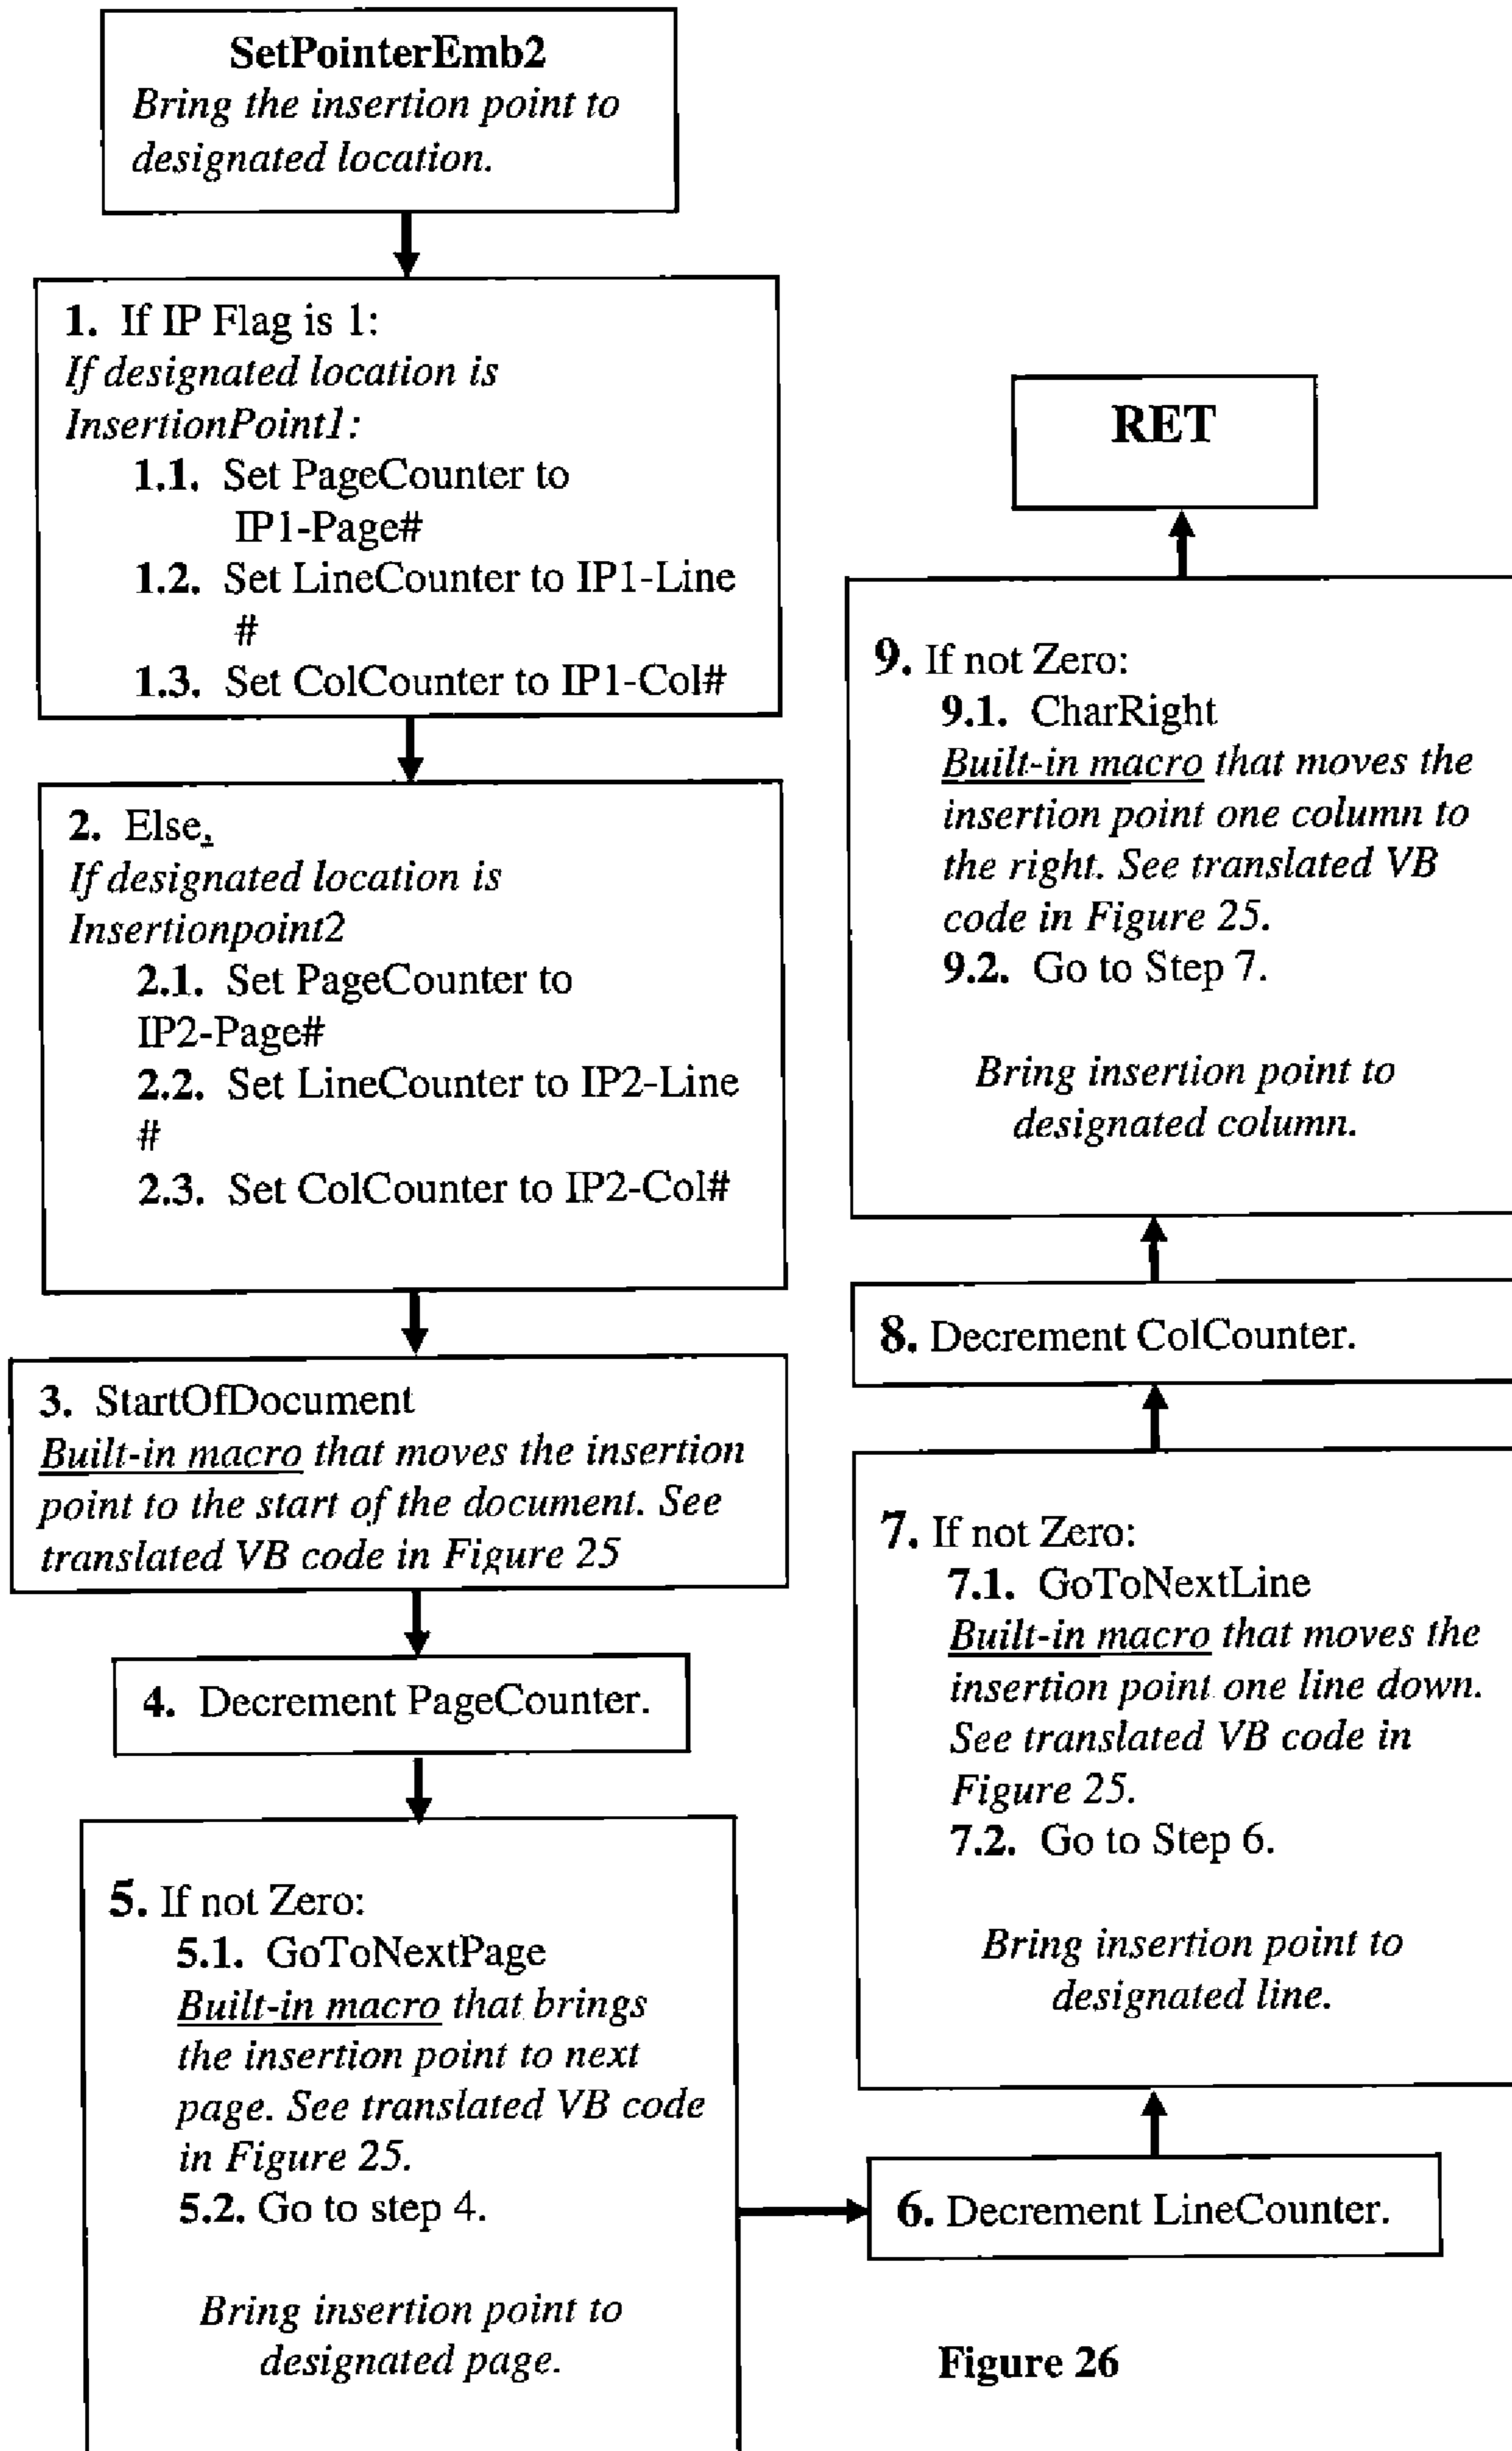 SetPointerEmb2
Bring the insertion point to
designated location.
1. If IP Flag is 1:
If designated location is
InsertionPoint1:
1.1. Set PageCounter to
IP1-Page#
1.2. Set LineCounter to IP1-Line
#
1.3. Set ColCounter to IP1-Col#
2. Else,
If designated location is
Insertionpoint2
2.1. Set PageCounter to
IP2-Page#
2.2. Set LineCounter to IP2-Line
#
2.3. Set ColCounter to IP2-Col#
3. StartOfDocument
Built-in macro that moves the insertion
point to the start of the document. See
translated VB code in Figure 25
4. Decrement PageCounter.
5. If not Zero:
5.1. GoToNextPage
Built-in macro that brings
the insertion point to next
page. See translated VB code
in Figure 25.
5.2. Go to step 4.
Bring insertion point to
designated page.
6. Decrement LineCounter.
7. If not Zero:
7.1. GoToNextLine
Built-in macro that moves the
insertion point one line down.
See translated VB code in
Figure 25.
7.2. Go to Step 6.
Bring insertion point to
designated line.
8. Decrement ColCounter.
9. If not Zero:
9.1. CharRight
Built-in macro that moves the
insertion point one column to
the right. See translated VB
code in Figure 25.
9.2. Go to Step 7.
Bring insertion point to
designated column.
RET
Figure 26